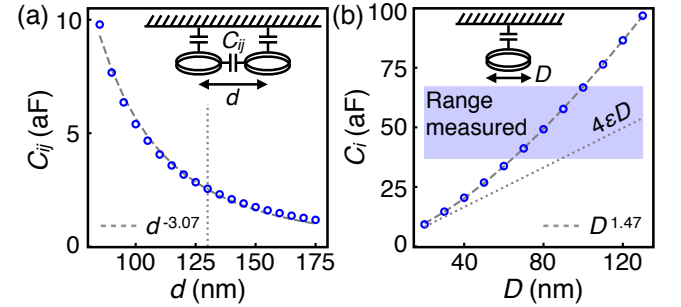 (a)
10
5
0
C_ij (aF)
C_ij
d
d^-3.07
100
125
150
175
d (nm)
(b)
100
75
50
25
0
C_i (aF)
D
Range
measured
4εD
D^1.47
40
80
120
D (nm)